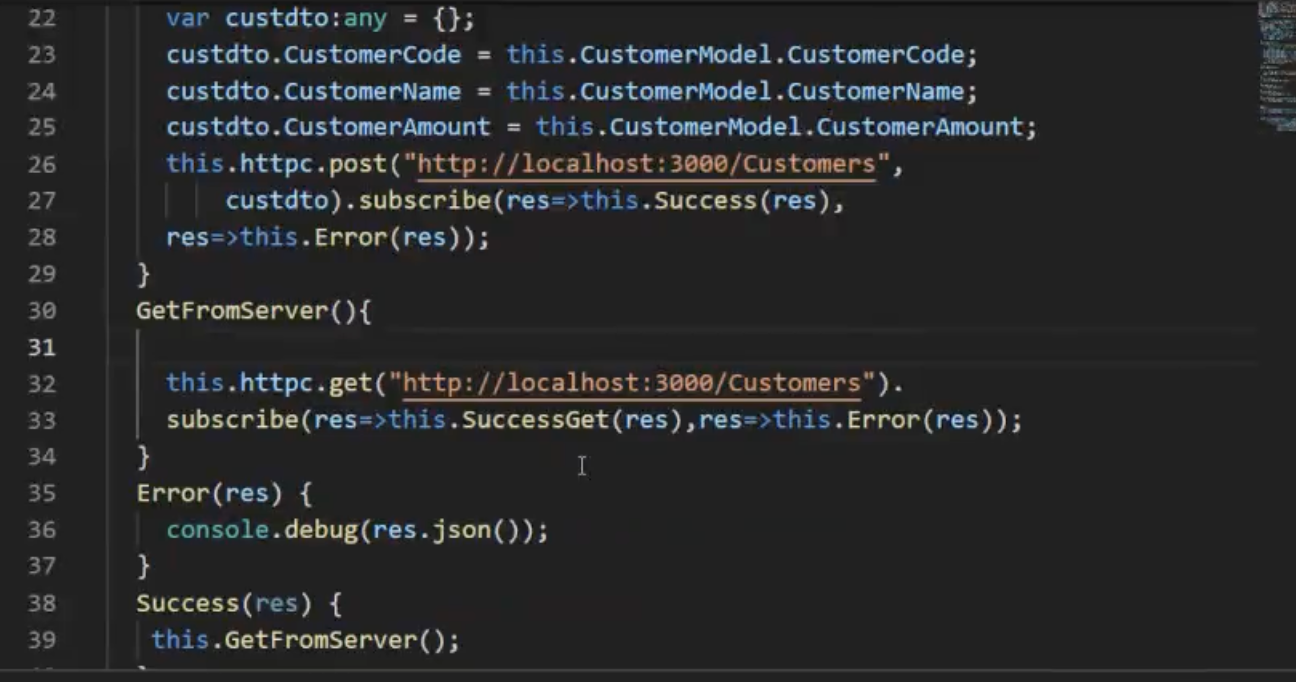 22 var custdto:any = {};
23 custdto.CustomerCode = this.CustomerModel.CustomerCode;
24 custdto.CustomerName = this.CustomerModel.CustomerName;
25 custdto.CustomerAmount = this.CustomerModel.CustomerAmount;
26 this.httpc.post("http://localhost:3000/Customers",
27 custdto).subscribe(res=>this.Success(res),
28 res=>this.Error(res));
29 }
30 GetFromServer(){
31
32 this.httpc.get("http://localhost:3000/Customers").
33 subscribe(res=>this.SuccessGet(res),res=>this.Error(res));
34 }
35 Error(res) {
36 console.debug(res.json());
37 }
38 Success(res) {
39 this.GetFromServer();